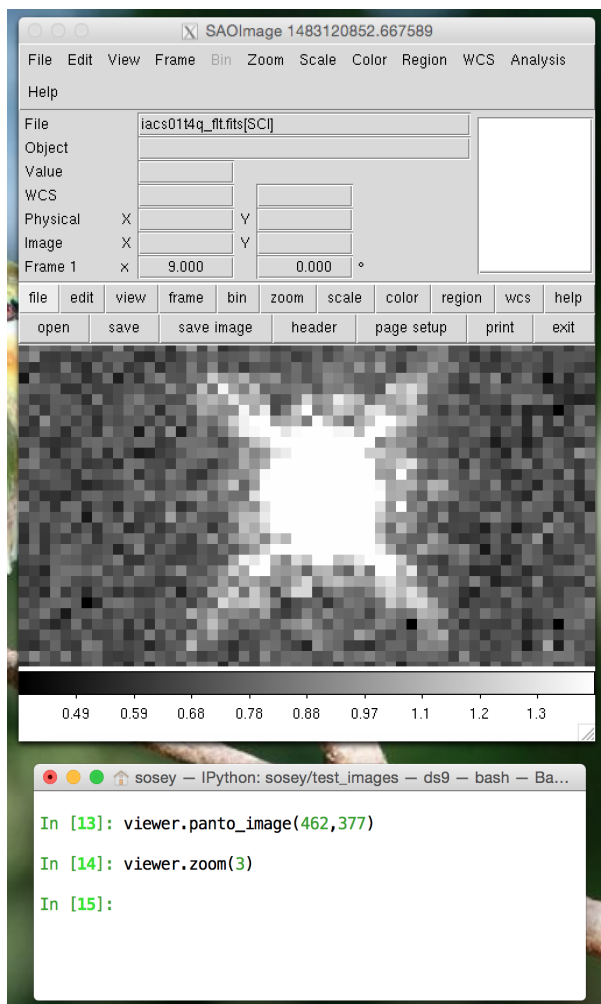 SAOImage 1483120852.667589
File Edit View Frame Bin Zoom Scale Color Region WCS Analysis
Help
File iacs01t4q_flt.fits[SCI]
Object
Value
WCS
Physical X Y
Image X Y
Frame 1 x 9.000 0.000 °
file edit view frame bin zoom scale color region wcs help
open save save image header page setup print exit
0.49 0.59 0.68 0.78 0.88 0.97 1.1 1.2 1.3
sosey — IPython: sosey/test_images — ds9 — bash — Ba...
In [13]: viewer.panto_image(462,377)
In [14]: viewer.zoom(3)
In [15]: